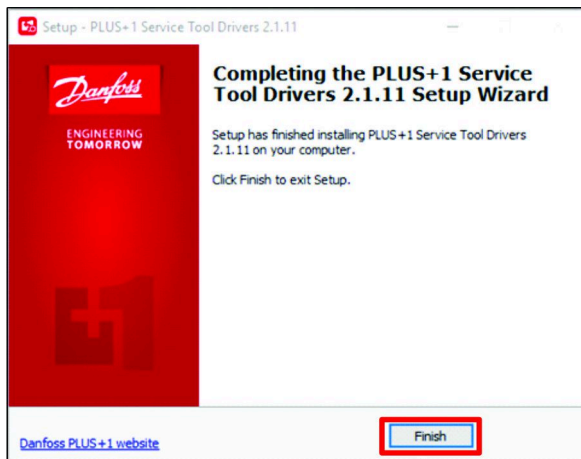 Setup - PLUS+1 Service Tool Drivers 2.1.11
Danfoss
ENGINEERING
TOMORROW
Completing the PLUS+1 Service
Tool Drivers 2.1.11 Setup Wizard
Setup has finished installing PLUS+1 Service Tool Drivers
2.1.11 on your computer.
Click Finish to exit Setup.
+1
Danfoss PLUS+1 website
Finish